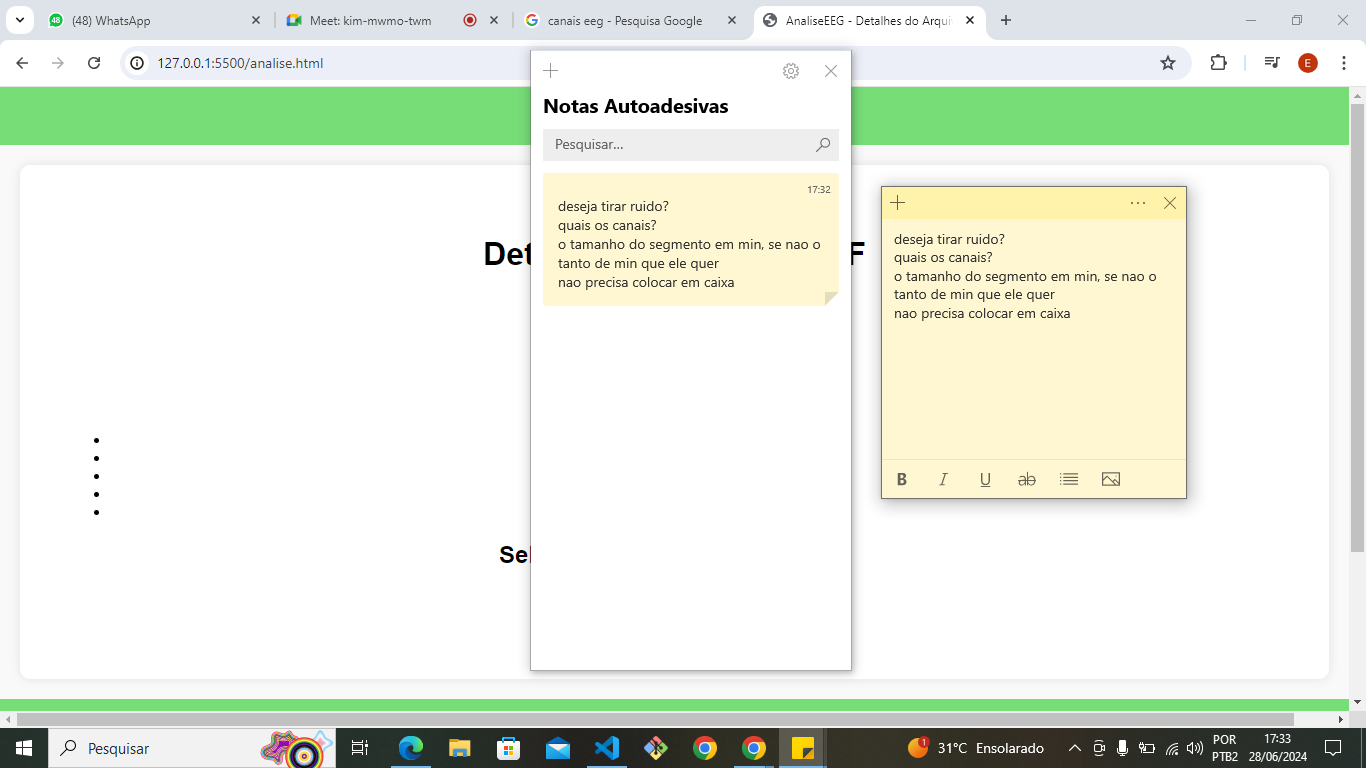 (48) WhatsApp
Meet: kim-mwmo-twm
canais eeg - Pesquisa Google
AnaliseEEG - Detalhes do Arqui
127.0.0.1:5500/analise.html
E
Notas Autoadesivas
Pesquisar...
17:32
deseja tirar ruido?
quais os canais?
o tamanho do segmento em min, se nao o
tanto de min que ele quer
nao precisa colocar em caixa
deseja tirar ruido?
quais os canais?
o tamanho do segmento em min, se nao o
tanto de min que ele quer
nao precisa colocar em caixa
B I U ab
Det
F
Sel
Pesquisar
1
31°C Ensolarado
POR
PTB2
17:33
28/06/2024